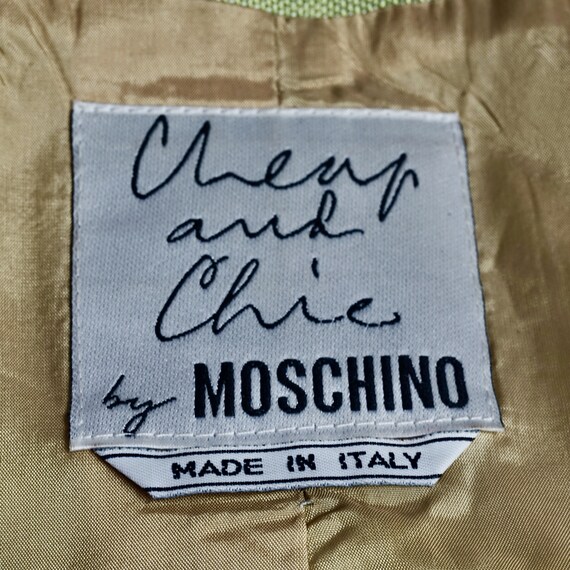 Cheap
and
Chic
by MOSCHINO
MADE IN ITALY